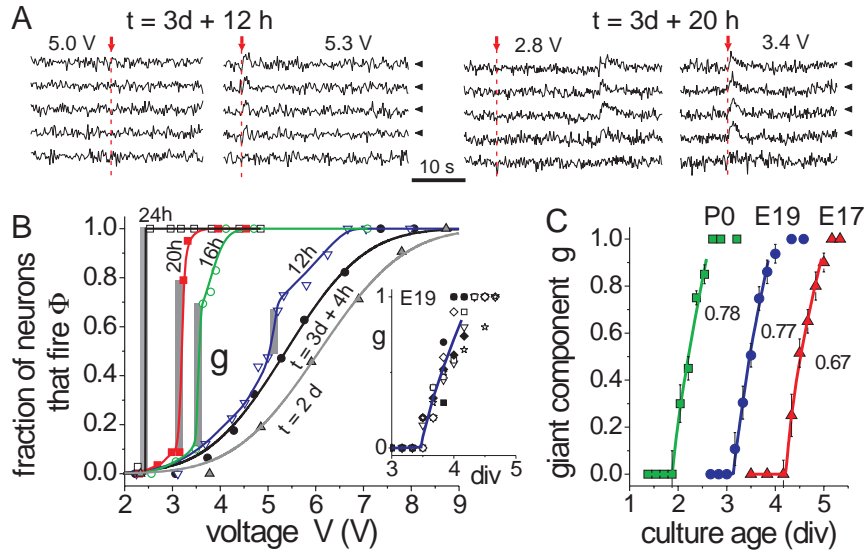 A
t = 3d + 12 h
t = 3d + 20 h
5.0 V
5.3 V
2.8 V
3.4 V
10 s
B
1.0
0.8
0.6
0.4
0.2
0.0
fraction of neurons
that fire Φ
24h
20h
16h
12h
g
t = 3d + 4h
t = 2 d
2 3 4 5 6 7 8 9
voltage V (V)
E19
1
g
0
3 4 5
div
C
P0 E19 E17
1.0
0.8
0.6
0.4
0.2
0.0
giant component g
0.78
0.77
0.67
1 2 3 4 5
culture age (div)